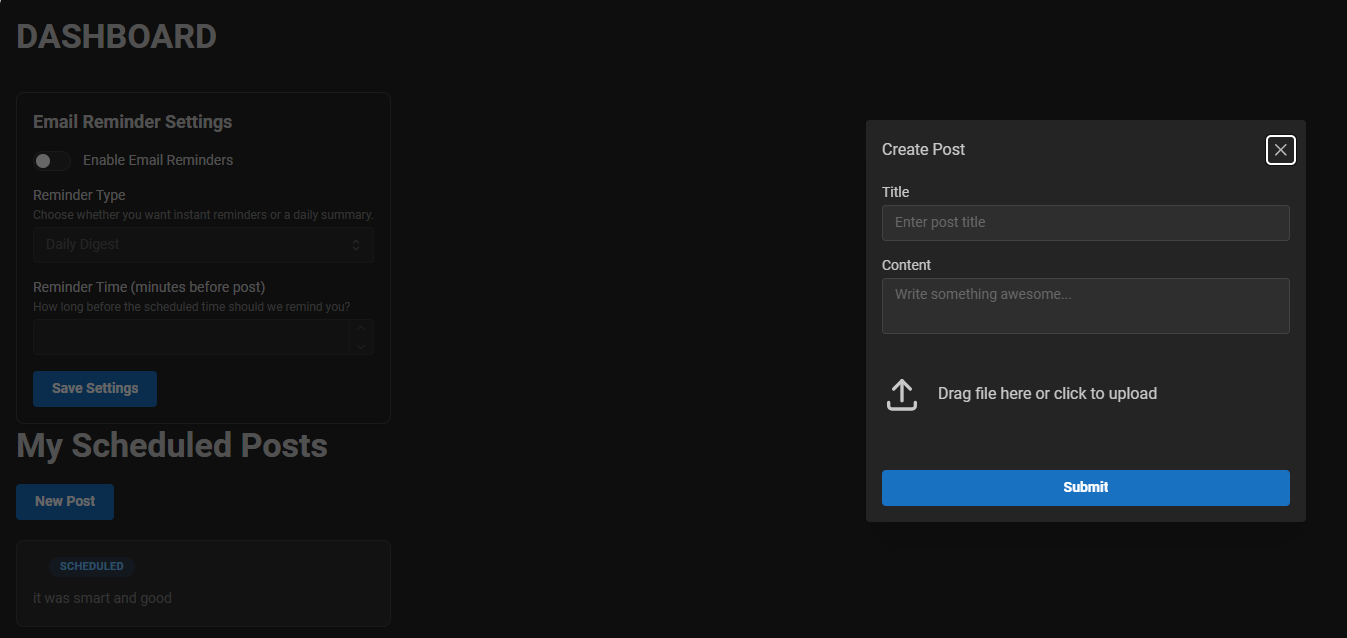 DASHBOARD
Email Reminder Settings
Enable Email Reminders
Reminder Type
Choose whether you want instant reminders or a daily summary.
Daily Digest
Reminder Time (minutes before post)
How long before the scheduled time should we remind you?
Save Settings
My Scheduled Posts
New Post
SCHEDULED
it was smart and good
Create Post
Title
Enter post title
Content
Write something awesome...
Drag file here or click to upload
Submit